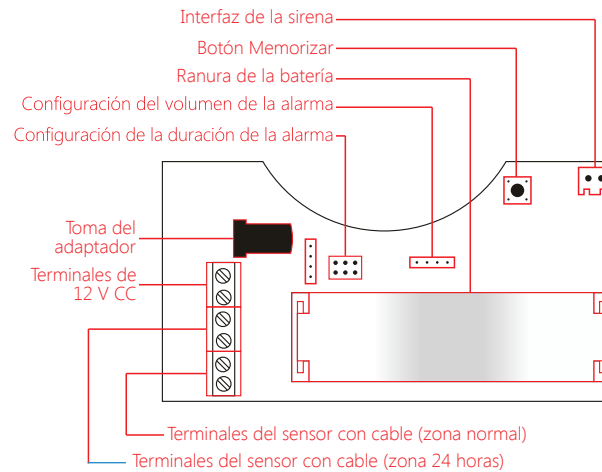 Interfaz de la sirena
Botón Memorizar
Ranura de la batería
Configuración del volumen de la alarma
Configuración de la duración de la alarma
Toma del
adaptador
Terminales de
12 V CC
Terminales del sensor con cable (zona normal)
Terminales del sensor con cable (zona 24 horas)